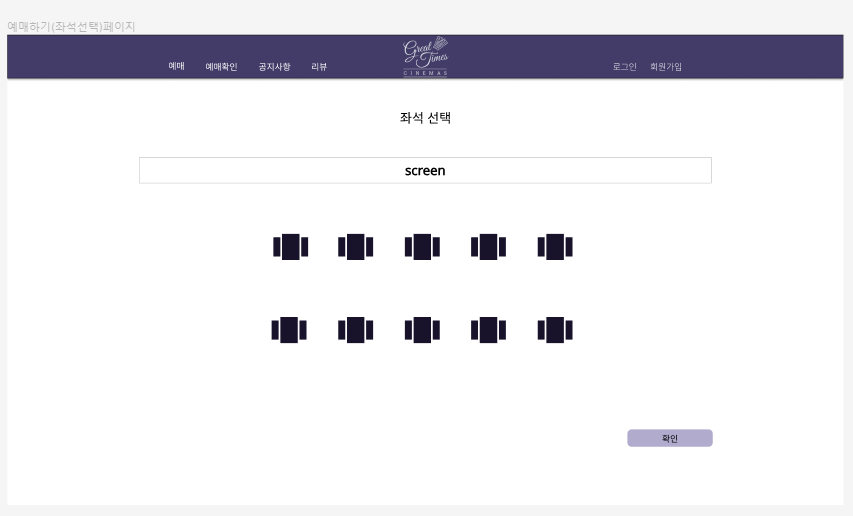 예매하기(좌석선택)페이지
예매 예매확인 공지사항 리뷰
Great
Times
CINEMAS
로그인 회원가입
좌석 선택
screen
확인